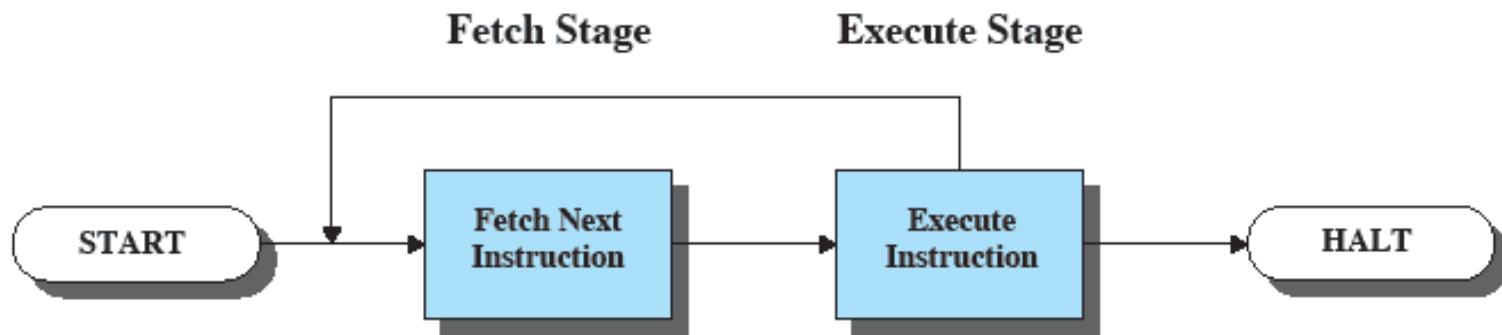 Fetch Stage
Execute Stage
START
Fetch Next
Instruction
Execute
Instruction
HALT